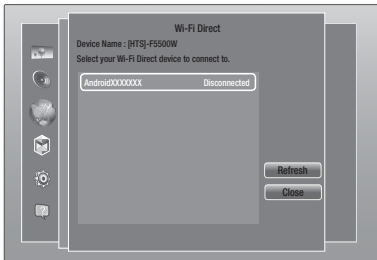 Wi-Fi Direct
Device Name : [HTS]-F5500W
Select your Wi-Fi Direct device to connect to.
AndroidXXXXXXX Disconnected
Refresh
Close
?